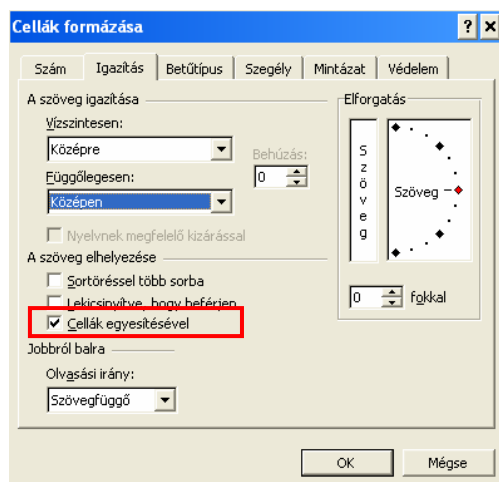 Cellák formázása
Szám Igazítás Betűtípus Szegély Mintázat Védelem
A szöveg igazítása
Vízszintesen:
Középre
Behúzás:
Függőlegesen:
0
Középen
Nyelvnek megfelelő kizárással
A szöveg elhelyezése
Sortöréssel több sorba
Lekicsinyítve, hogy beférjen
Cellák egyesítésével
Jobbról balra
Olvasási irány:
Szövegfüggő
Elforgatás
Szöveg
Szöveg
0 fokkal
OK Mégse